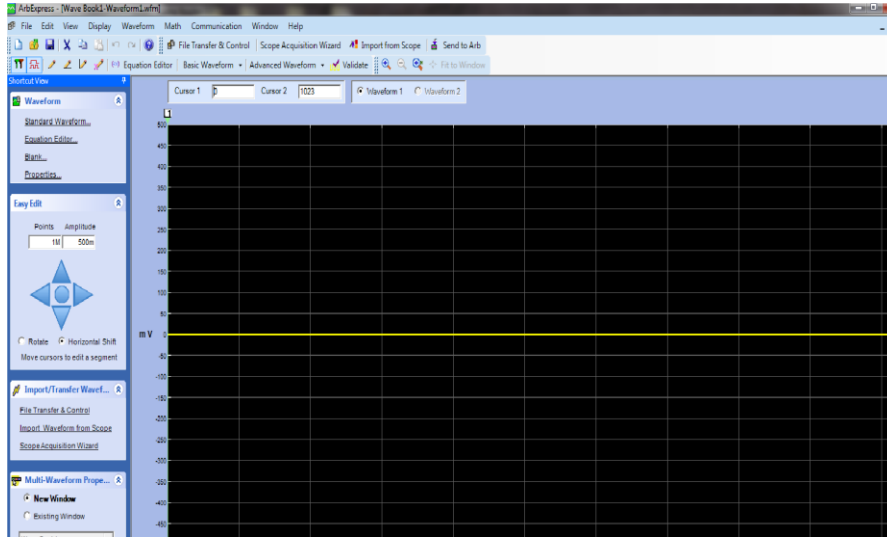 ArbExpress - [Wave Book1-Waveform1.wfm]
File Edit View Display Waveform Math Communication Window Help
File Transfer & Control Scope Acquisition Wizard Import from Scope Send to Arb
Equation Editor Basic Waveform Advanced Waveform Validate Fit to Window
Shortcut View
Cursor 1 0 Cursor 2 1023 Waveform 1 Waveform 2
Waveform
Standard Waveform...
Equation Editor...
Blank...
Properties...
Easy Edit
Points Amplitude
1M 500m
Rotate Horizontal Shift
Move cursors to edit a segment
Import/Transfer Wavef...
File Transfer & Control
Import Waveform from Scope
Scope Acquisition Wizard
Multi-Waveform Prope...
New Window
Existing Window
1
500
450
400
350
300
250
200
150
100
50
m V 0
-50
-100
-150
-200
-250
-300
-350
-400
-450